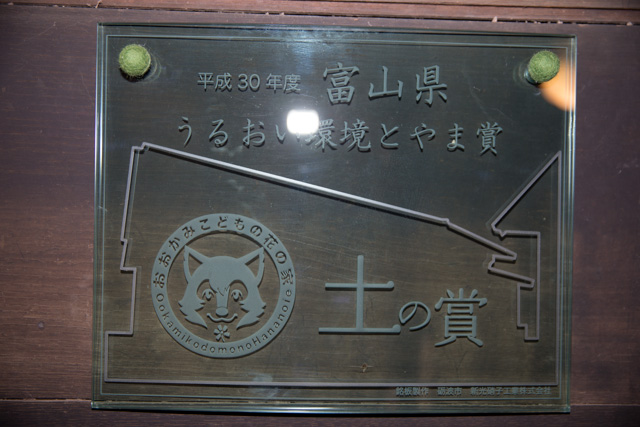 平成30年度 富山県
うるおい環境とやま賞
おおかみこどもの花の家
OokamikodomonoHananoIe
土の賞